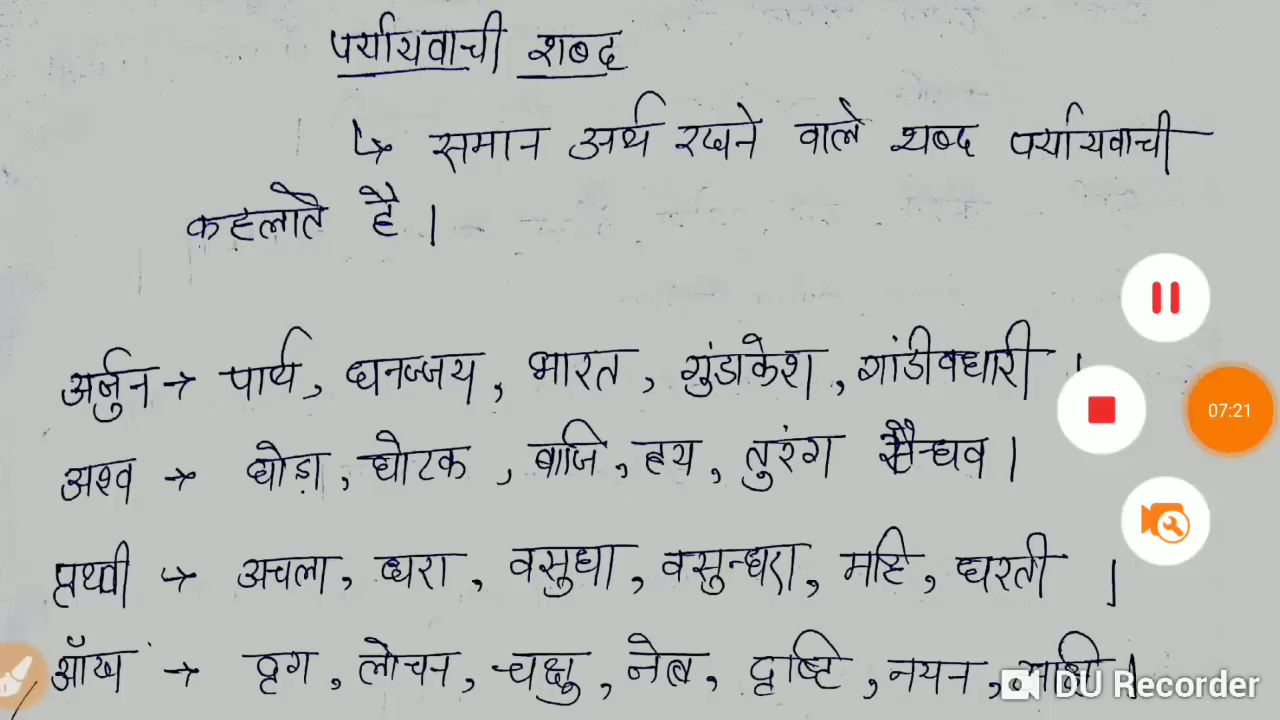 पर्यायवाची शब्द
↳ समान अर्थ रखने वाले शब्द पर्यायवाची
कहलाते है।
अर्जुन → पार्थ, धनज्जय, भारत, गुंडाकेश, गांडीवधारी ।
अश्व → घोड़ा, घोटक, बाजि, हय, तुरंग सैन्धव।
पृथ्वी ↳ अचला, धरा, वसुधा, वसुन्धरा, महि, धरती ।
आँख → दृग, लोचन, चक्षु, नेत्र, दृष्टि, नयन,
07:21
DU Recorder